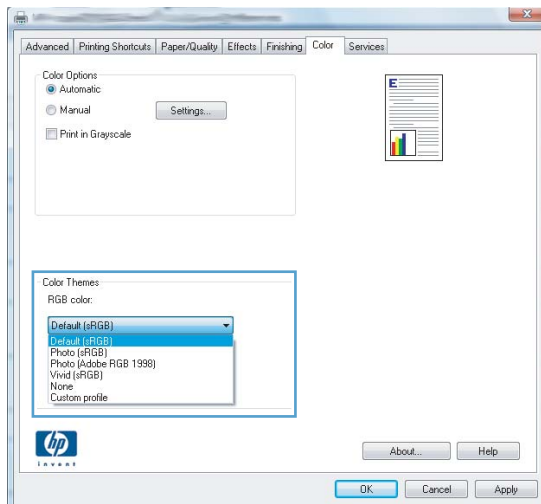 Advanced Printing Shortcuts Paper/Quality Effects Finishing Color Services
Color Options
Automatic
Manual
Settings...
Print in Grayscale
E
Color Themes
RGB color:
Default (sRGB)
Default (sRGB)
Photo (sRGB)
Photo (Adobe RGB 1998)
Vivid (sRGB)
None
Custom profile
hp
invent
About... Help
OK Cancel Apply